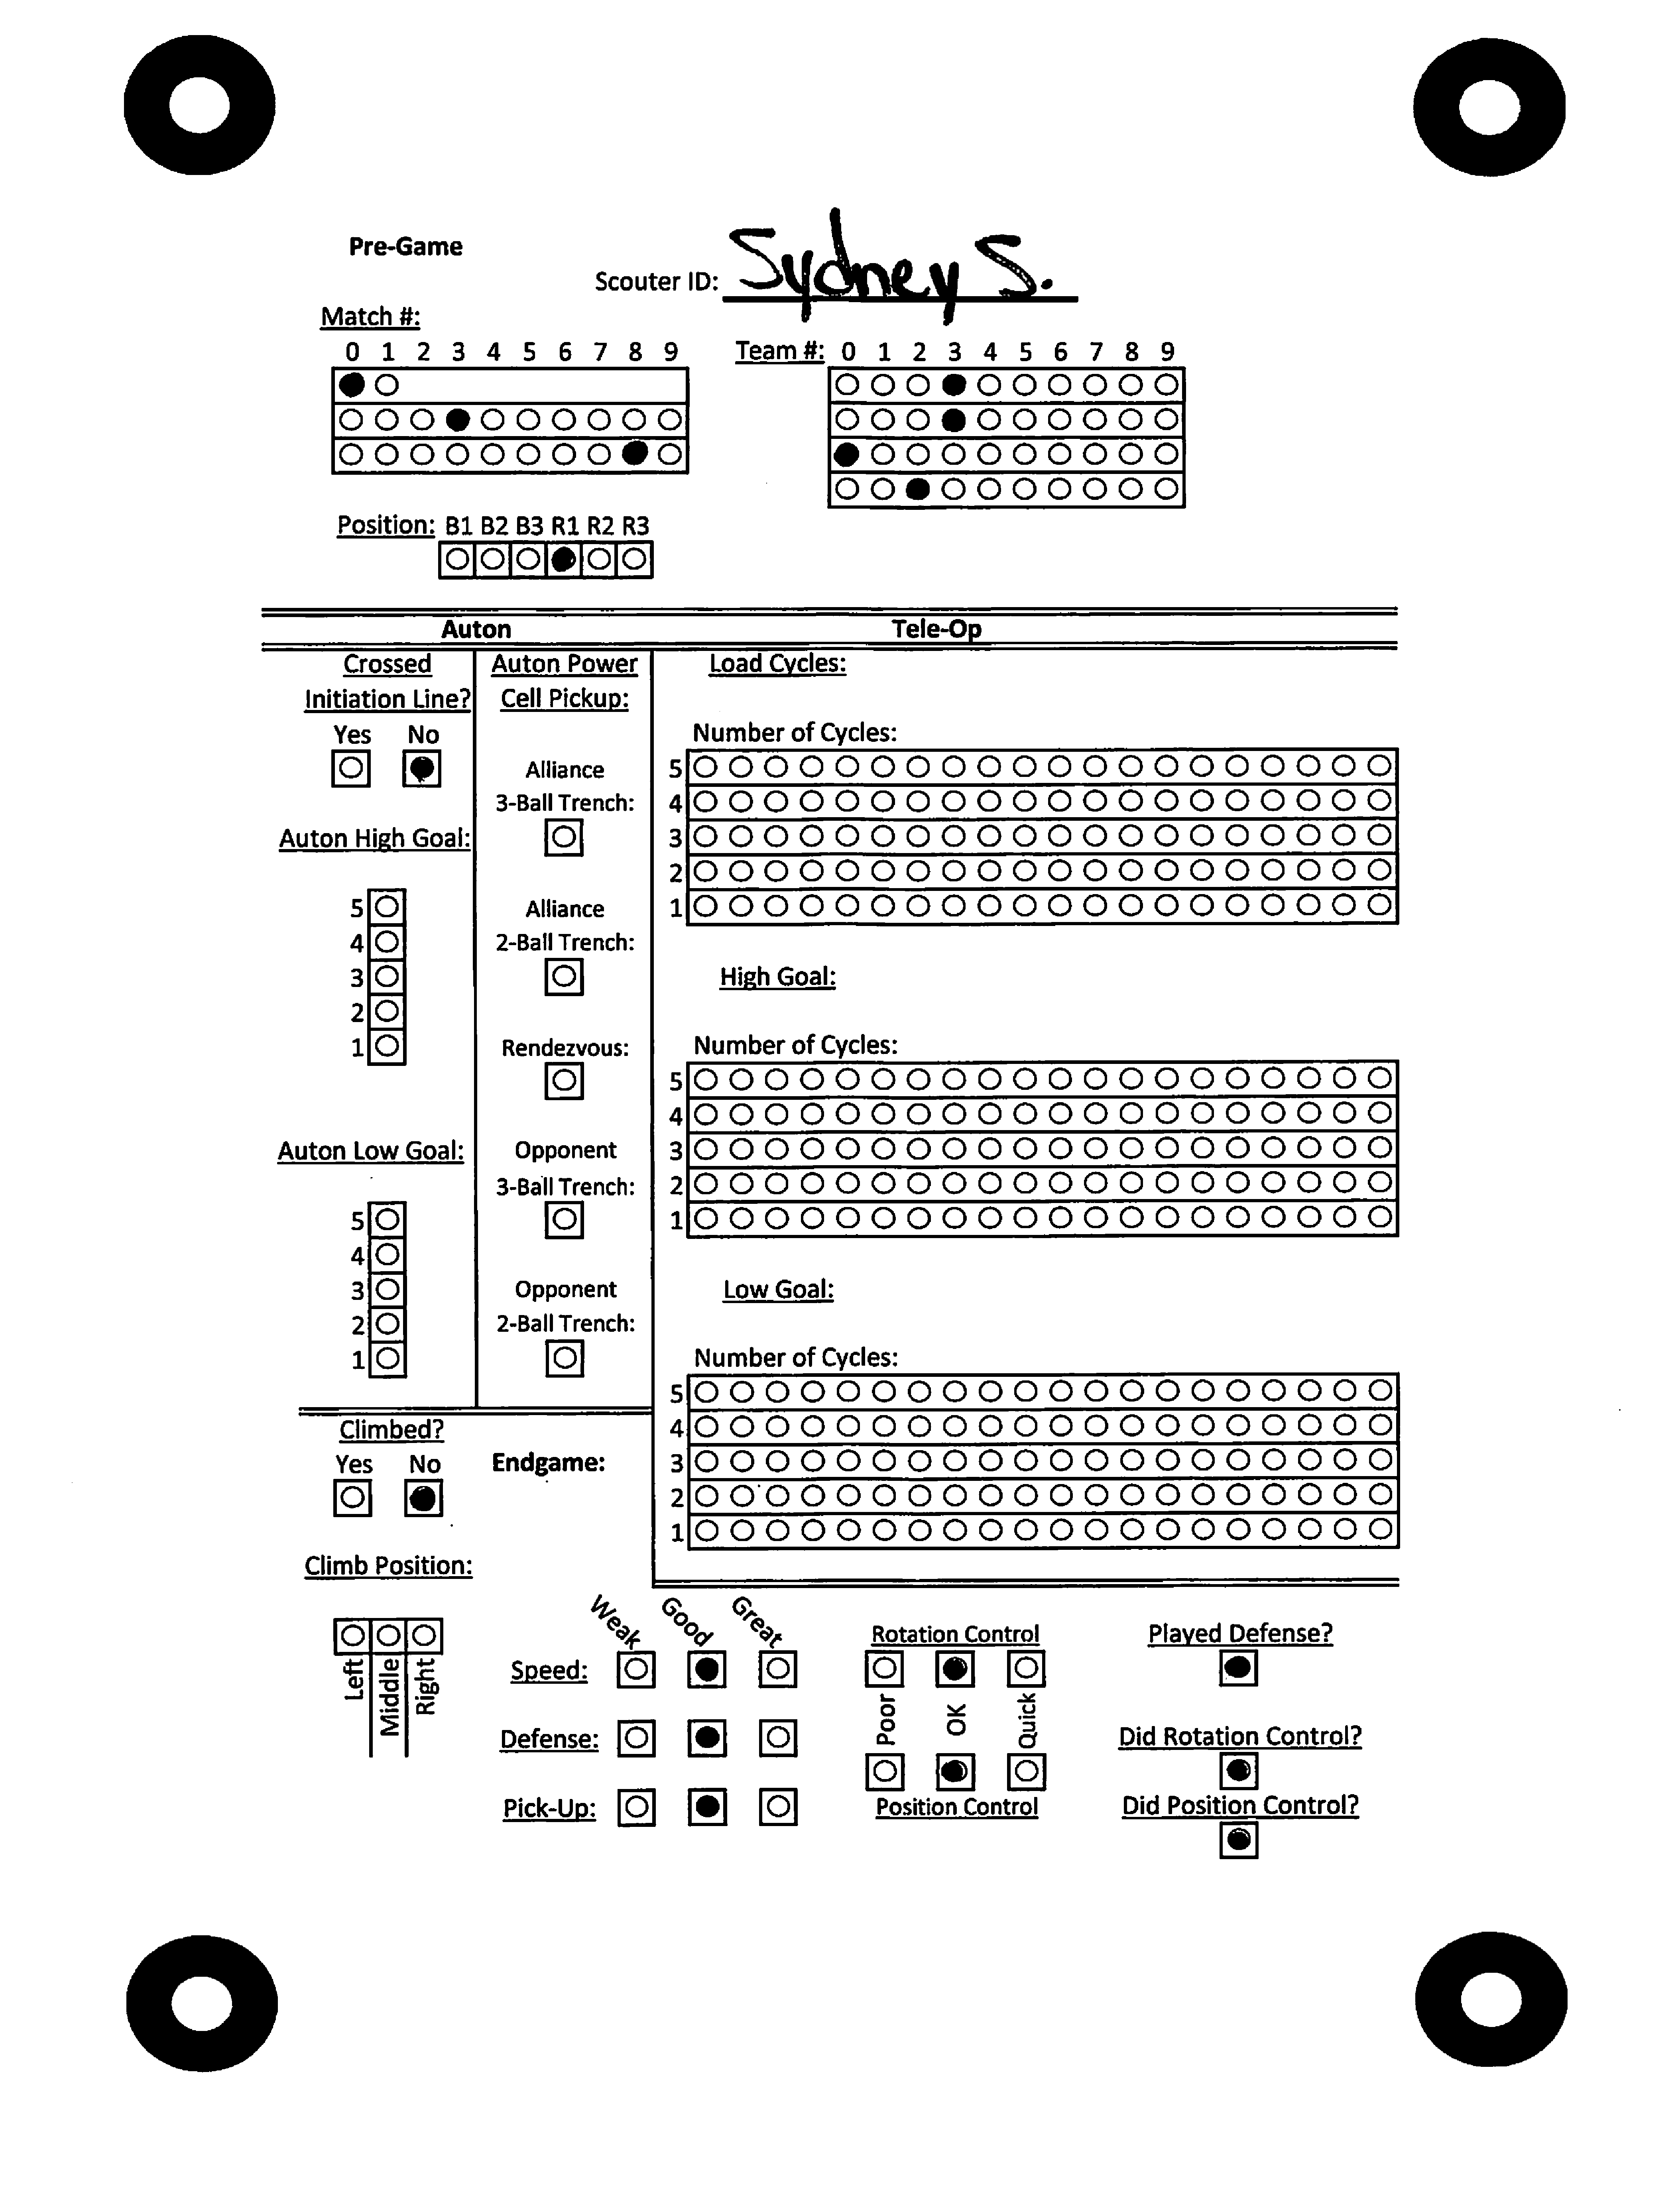 Pre-Game
Scouter ID: Sydney S.
Match #:
0 1 2 3 4 5 6 7 8 9
Team #: 0 1 2 3 4 5 6 7 8 9
Position: B1 B2 B3 R1 R2 R3
Auton
Tele-Op
Crossed
Initiation Line?
Yes No
Auton High Goal:
5
4
3
2
1
Auton Low Goal:
5
4
3
2
1
Auton Power
Cell Pickup:
Alliance
3-Ball Trench:
Alliance
2-Ball Trench:
Rendezvous:
Opponent
3-Ball Trench:
Opponent
2-Ball Trench:
Load Cycles:
Number of Cycles:
5
4
3
2
1
High Goal:
Number of Cycles:
5
4
3
2
1
Low Goal:
Number of Cycles:
5
4
3
2
1
Climbed?
Yes No
Endgame:
Climb Position:
Left
Middle
Right
Weak Good Great
Speed:
Defense:
Pick-Up:
Rotation Control
Poor OK Quick
Position Control
Played Defense?
Did Rotation Control?
Did Position Control?